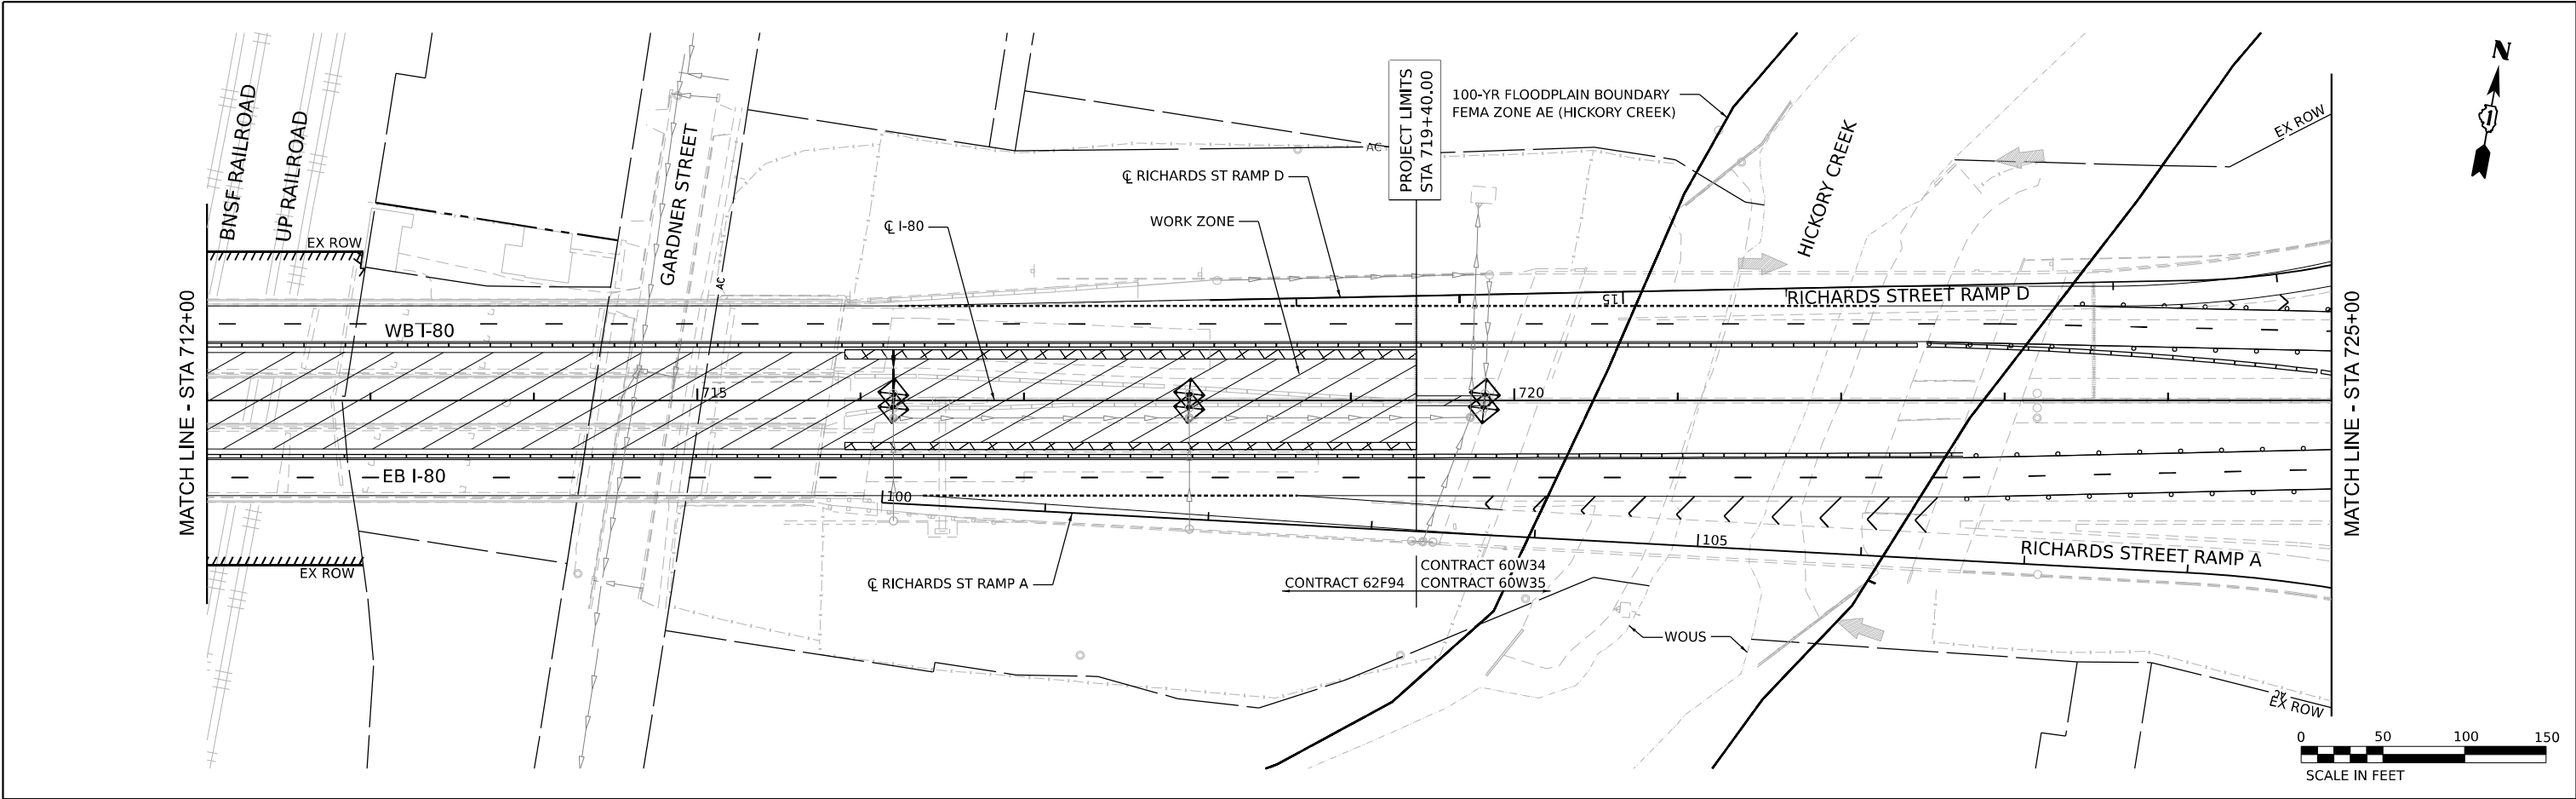 BNSF RAILROAD
UP RAILROAD
EX ROW
GARDNER STREET
AC
℄ I-80
℄ RICHARDS ST RAMP D
WORK ZONE
AC
PROJECT LIMITS
STA 719+40.00
100-YR FLOODPLAIN BOUNDARY
FEMA ZONE AE (HICKORY CREEK)
HICKORY CREEK
EX ROW
N
1
MATCH LINE - STA 712+00
WB I-80
15
RICHARDS STREET RAMP D
715
720
MATCH LINE - STA 725+00
EB I-80
100
105
RICHARDS STREET RAMP A
EX ROW
℄ RICHARDS ST RAMP A
CONTRACT 62F94
CONTRACT 60W34
CONTRACT 60W35
WOUS
AC
EX ROW
0 50 100 150
SCALE IN FEET